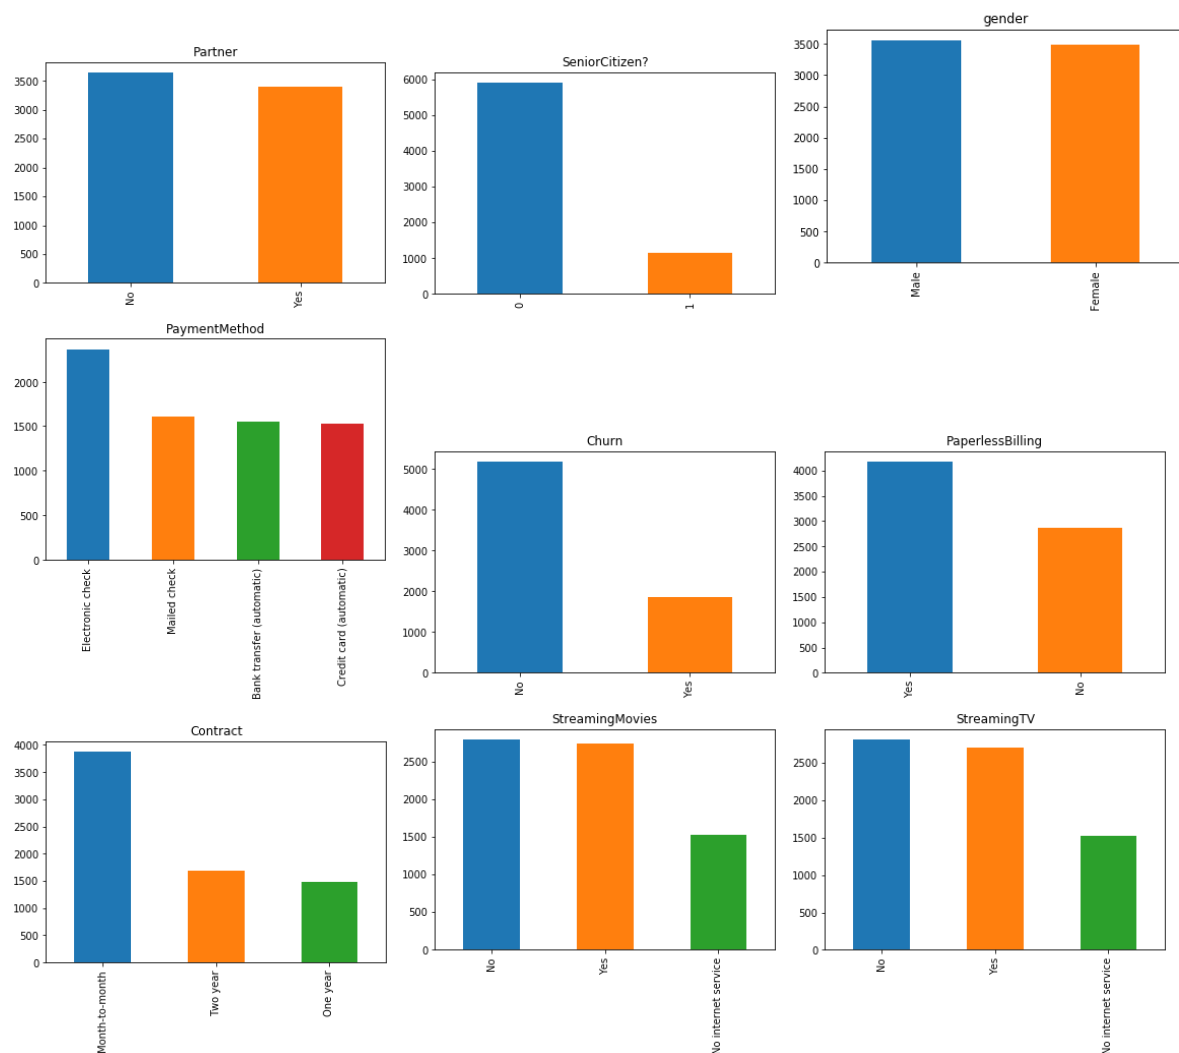 Partner
3500
3000
2500
2000
1500
1000
500
0
No
Yes
SeniorCitizen?
6000
5000
4000
3000
2000
1000
0
0
1
gender
3500
3000
2500
2000
1500
1000
500
0
Male
Female
PaymentMethod
2000
1500
1000
500
0
Electronic check
Mailed check
Bank transfer (automatic)
Credit card (automatic)
Churn
5000
4000
3000
2000
1000
0
No
Yes
PaperlessBilling
4000
3500
3000
2500
2000
1500
1000
500
0
Yes
No
Contract
4000
3500
3000
2500
2000
1500
1000
500
0
Month-to-month
Two year
One year
StreamingMovies
2500
2000
1500
1000
500
0
No
Yes
No internet service
StreamingTV
2500
2000
1500
1000
500
0
No
Yes
No internet service